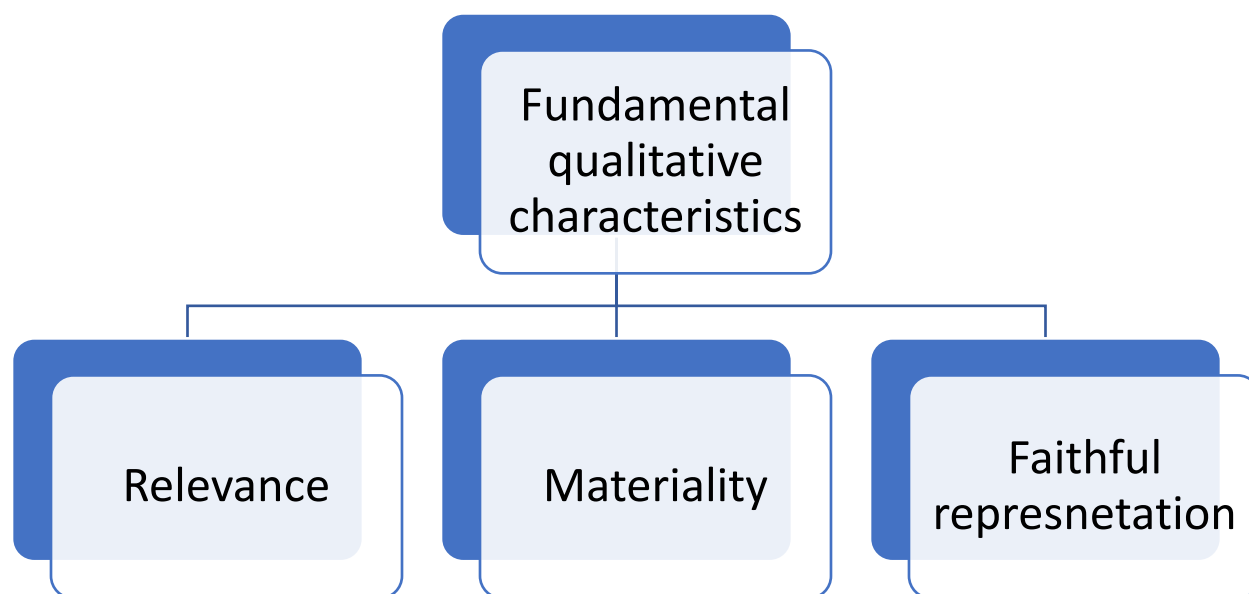 Fundamental
qualitative
characteristics
Relevance
Materiality
Faithful
represnetation